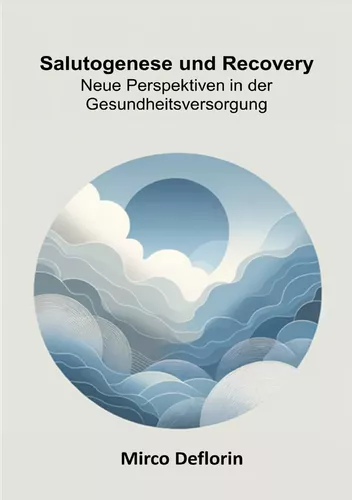 Salutogenese und Recovery
Neue Perspektiven in der
Gesundheitsversorgung
Mirco Deflorin